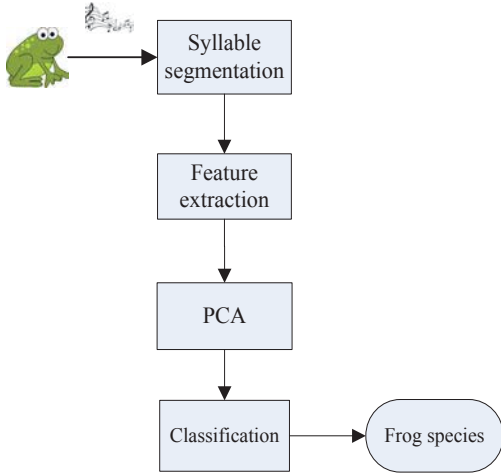 Syllable
segmentation
Feature
extraction
PCA
Classification
Frog species